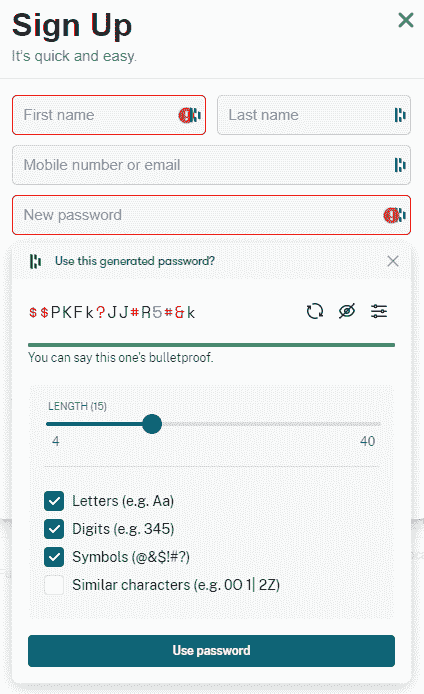 Sign Up
It's quick and easy.
First name
Last name
Mobile number or email
New password
Use this generated password?
$$PKFk?JJ#R5#&k
You can say this one's bulletproof.
LENGTH (15)
4 40
Letters (e.g. Aa)
Digits (e.g. 345)
Symbols (@&$!#?)
Similar characters (e.g. 0O 1| 2Z)
Use password